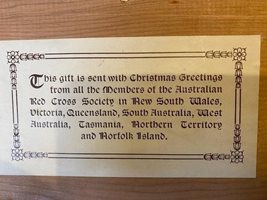 This gift is sent with Christmas Greetings
from all the Members of the Australian
Red Cross Society in New South Wales,
Victoria, Queensland, South Australia, West
Australia, Tasmania, Northern Territory
and Norfolk Island.